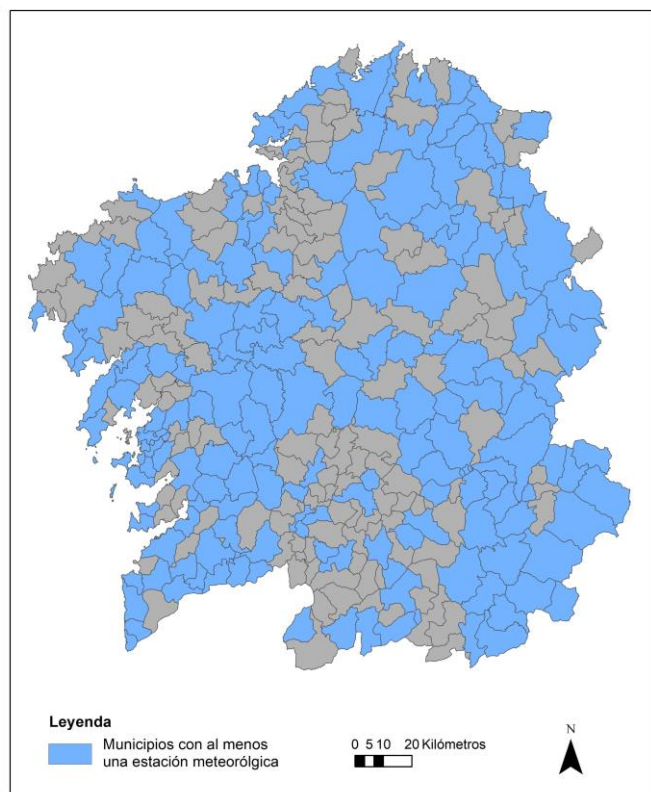 Leyenda
Municipios con al menos
una estación meteorólgica
0 5 10 20 Kilómetros
N